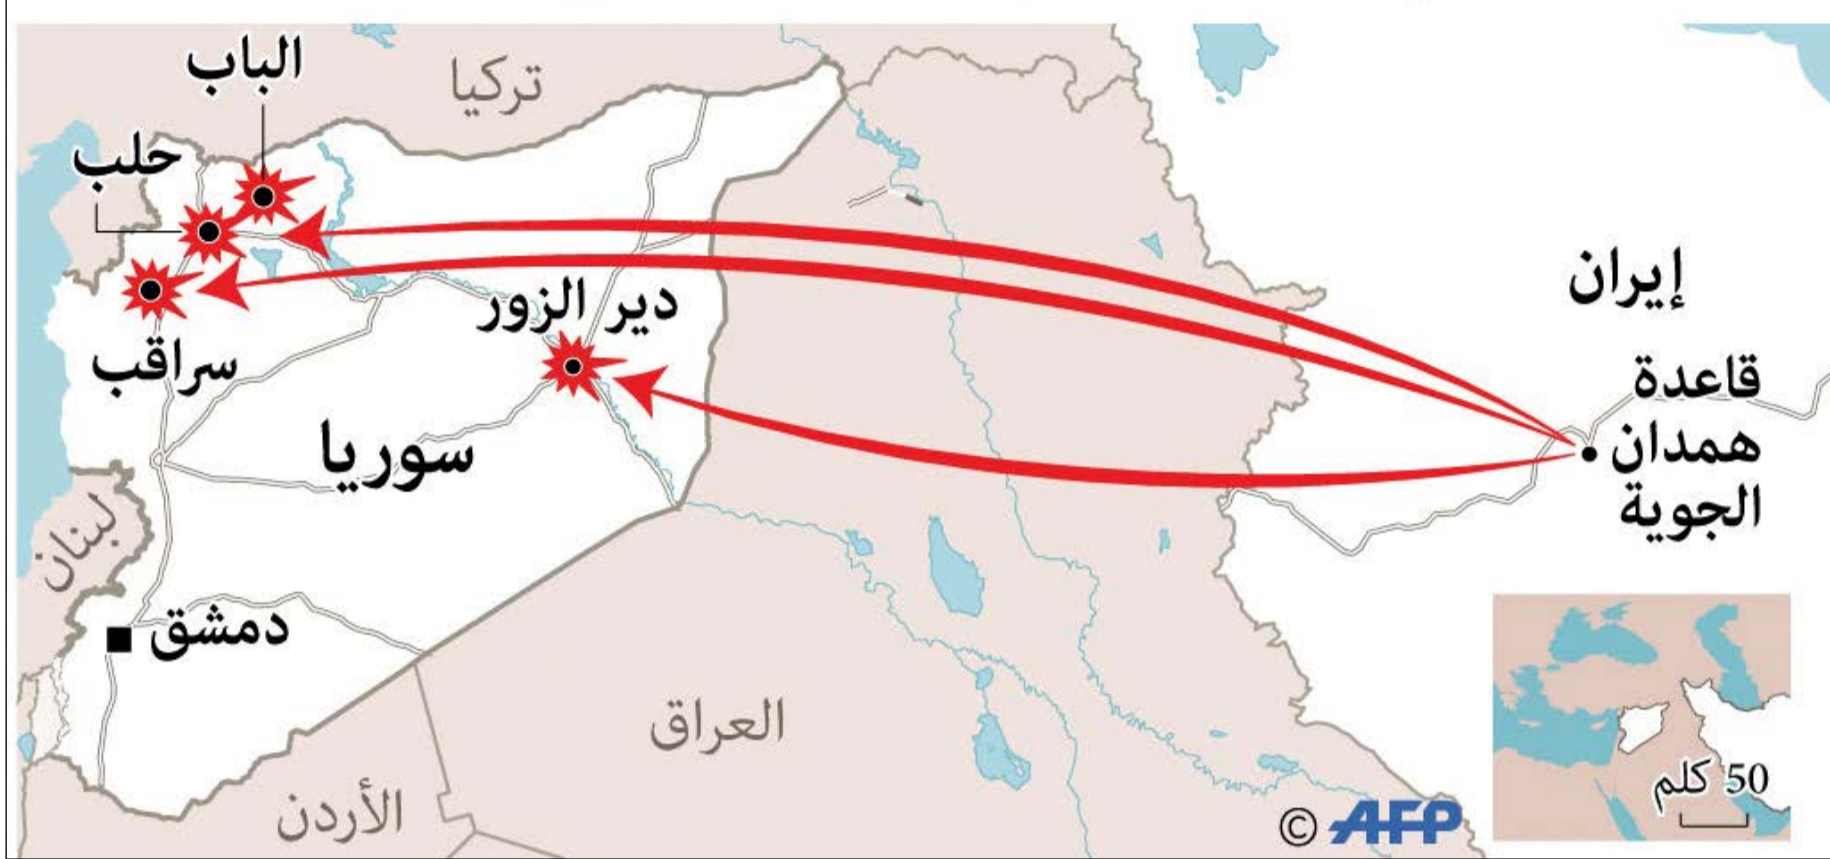 الباب
تركيا
حلب
إيران
دير الزور
سراقب
قاعدة
همدان
الجوية
سوريا
لبنان
دمشق
العراق
الأردن
50 كلم
© AFP